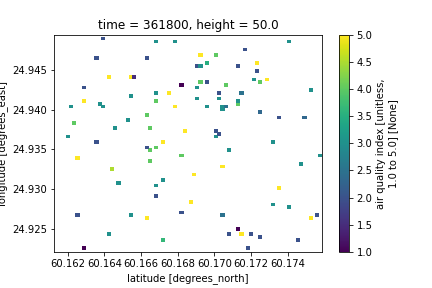 time = 361800, height = 50.0
24.945
24.940
24.935
24.930
24.925
longitude [degrees_east]
60.162 60.164 60.166 60.168 60.170 60.172 60.174
latitude [degrees_north]
5.0
4.5
4.0
3.5
3.0
2.5
2.0
1.5
1.0
air quality index [unitless,
1.0 to 5.0] [None]